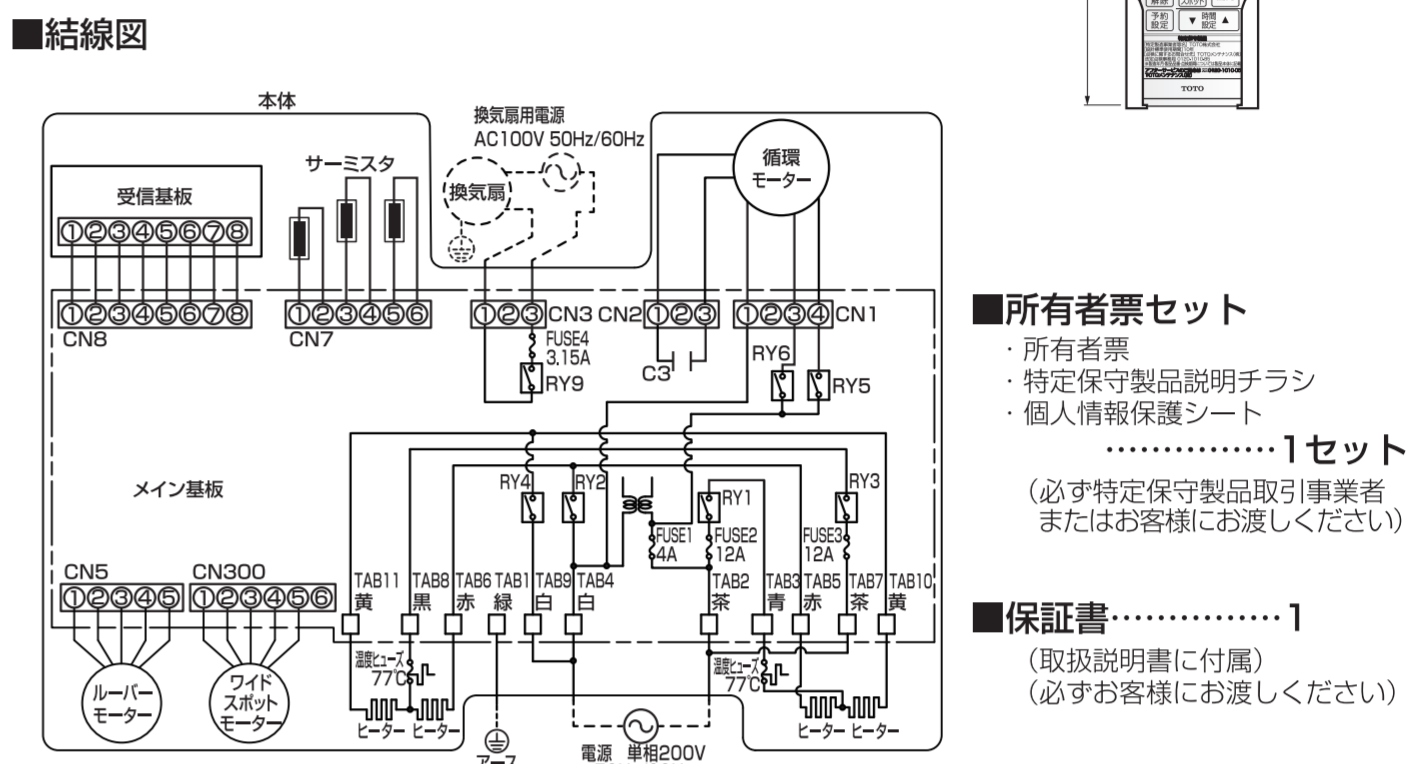 ■結線図
解除
スポット
予約
設定
▼ 時間 ▲
設定
TOTO
本体
換気扇用電源
AC100V 50Hz/60Hz
サーミスタ
換気扇
循環
モーター
受信基板
①②③④⑤⑥⑦⑧
①②③④⑤⑥⑦⑧
CN8
①②③④⑤⑥
CN7
①②③ CN3
CN2 ①②③
①②③④ CN1
FUSE4
3.15A
RY9
C3
RY6
RY5
メイン基板
RY4
RY2
RY1
RY3
FUSE1
4A
FUSE2
12A
FUSE3
12A
CN5
①②③④⑤
CN300
①②③④⑤⑥
TAB11
黄
TAB8
黒
TAB6
赤
TAB1
緑
TAB9
白
TAB4
白
TAB2
茶
TAB3
青
TAB5
赤
TAB7
茶
TAB10
黄
温度ヒューズ
77℃
温度ヒューズ
77℃
ルーバー
モーター
ワイド
スポット
モーター
ヒーター ヒーター
アース
電源 単相200V
ヒーター ヒーター
■所有者票セット
・所有者票
・特定保守製品説明チラシ
・個人情報保護シート
……………1セット
（必ず特定保守製品取引事業者
またはお客様にお渡しください）
■保証書……………1
（取扱説明書に付属）
（必ずお客様にお渡しください）